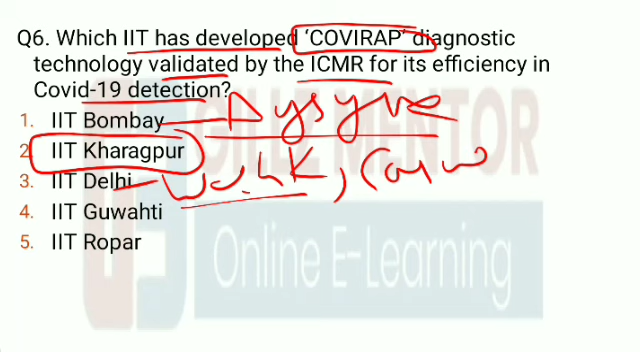 Q6. Which IIT has developed ‘COVIRAP’ diagnostic
technology validated by the ICMR for its efficiency in
Covid-19 detection?
1. IIT Bombay
2. IIT Kharagpur
3. IIT Delhi
4. IIT Guwahti
5. IIT Ropar
MENTOR
Online E-Learning